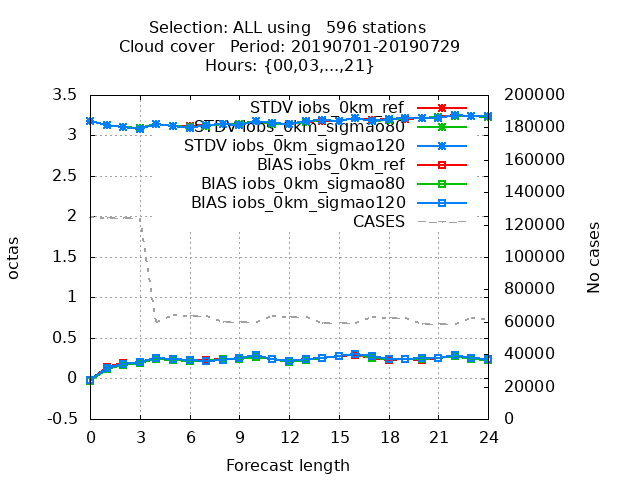 Selection: ALL using   596 stations
Cloud cover   Period: 20190701-20190729
Hours: {00,03,...,21}
3.5
3
2.5
2
1.5
1
0.5
0
-0.5
octas
STDV iobs_0km_ref
STDV iobs_0km_sigmao80
STDV iobs_0km_sigmao120
BIAS iobs_0km_ref
BIAS iobs_0km_sigmao80
BIAS iobs_0km_sigmao120
CASES
200000
180000
160000
140000
120000
100000
80000
60000
40000
20000
0
No cases
0 3 6 9 12 15 18 21 24
Forecast length